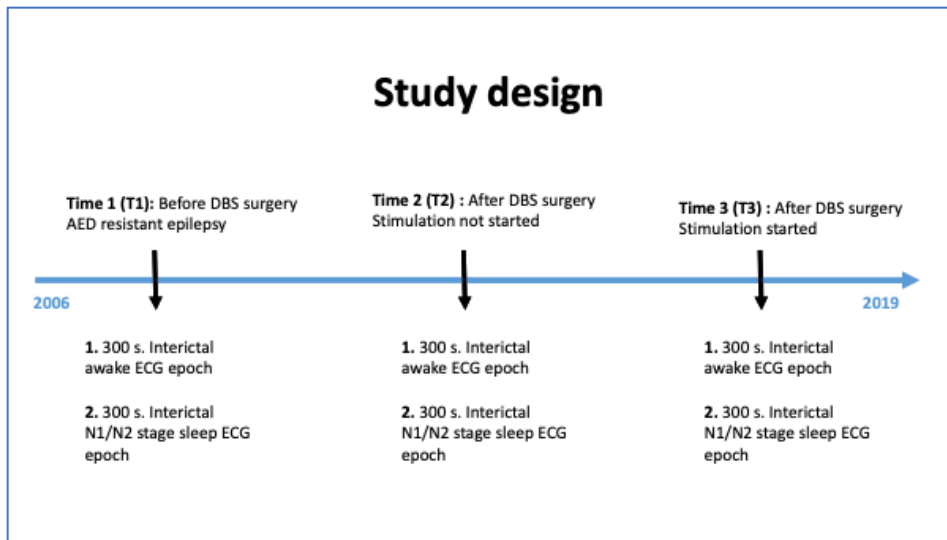 Study design
Time 1 (T1): Before DBS surgery
AED resistant epilepsy
Time 2 (T2) : After DBS surgery
Stimulation not started
Time 3 (T3) : After DBS surgery
Stimulation started
2006
2019
1. 300 s. Interictal
awake ECG epoch
2. 300 s. Interictal
N1/N2 stage sleep ECG
epoch
1. 300 s. Interictal
awake ECG epoch
2. 300 s. Interictal
N1/N2 stage sleep ECG
epoch
1. 300 s. Interictal
awake ECG epoch
2. 300 s. Interictal
N1/N2 stage sleep ECG
epoch